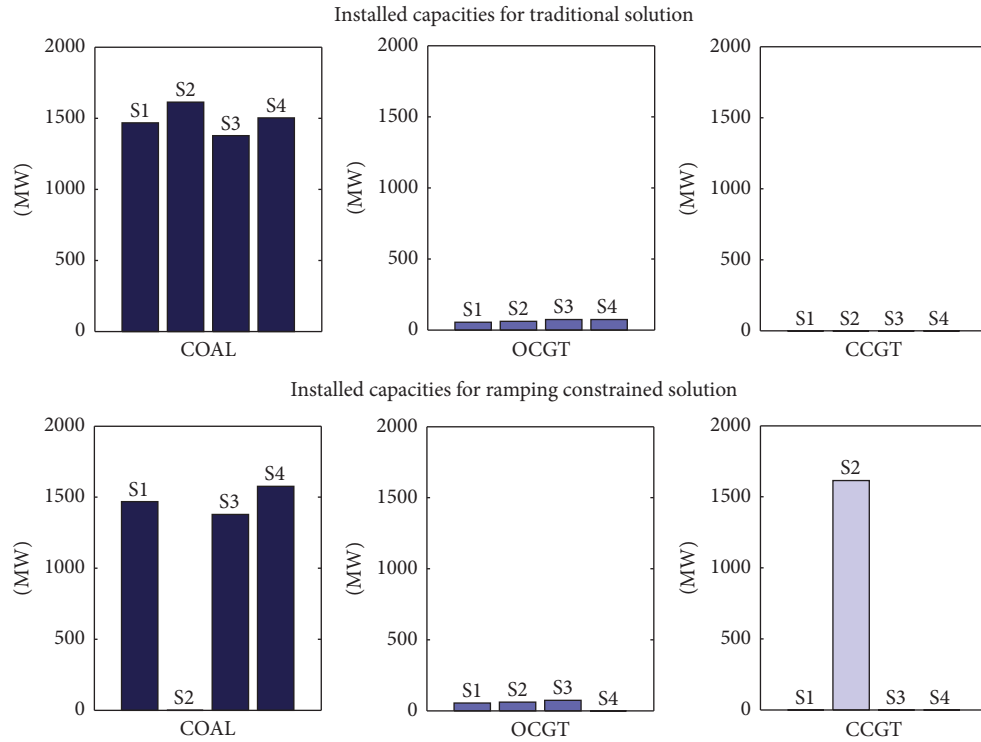 Installed capacities for traditional solution
2000
1500
1000
500
0
(MW)
S1
S2
S3
S4
COAL
2000
1500
1000
500
0
(MW)
S1
S2
S3
S4
OCGT
2000
1500
1000
500
0
(MW)
S1
S2
S3
S4
CCGT
Installed capacities for ramping constrained solution
2000
1500
1000
500
0
(MW)
S1
S2
S3
S4
COAL
2000
1500
1000
500
0
(MW)
S1
S2
S3
S4
OCGT
2000
1500
1000
500
0
(MW)
S1
S2
S3
S4
CCGT